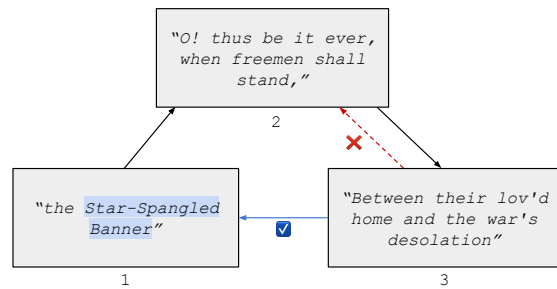 “O! thus be it ever,
when freemen shall
stand,”
2
“the Star-Spangled
Banner”
1
“Between their lov'd
home and the war's
desolation”
3